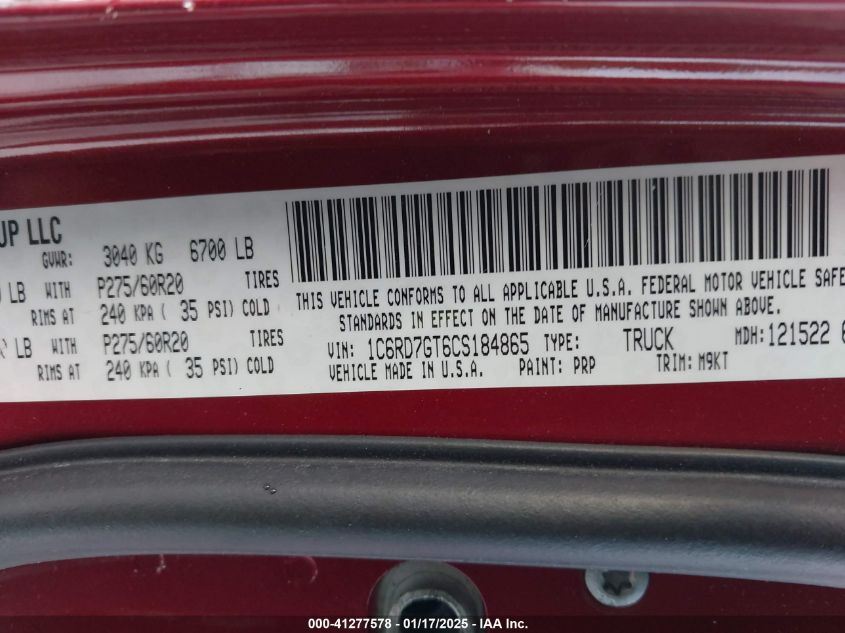 UP LLC
GVWR: 3040 KG 6700 LB
LB WITH P275/60R20 TIRES
RIMS AT 240 KPA ( 35 PSI) COLD
LB WITH P275/60R20 TIRES
RIMS AT 240 KPA ( 35 PSI) COLD
THIS VEHICLE CONFORMS TO ALL APPLICABLE U.S.A. FEDERAL MOTOR VEHICLE SAFE
STANDARDS IN EFFECT ON THE DATE OF MANUFACTURE SHOWN ABOVE.
VIN: 1C6RD7GT6CS184865 TYPE: TRUCK MDH: 121522
VEHICLE MADE IN U.S.A. PAINT: PRP TRIM: M9KT
000-41277578 - 01/17/2025 - IAA Inc.